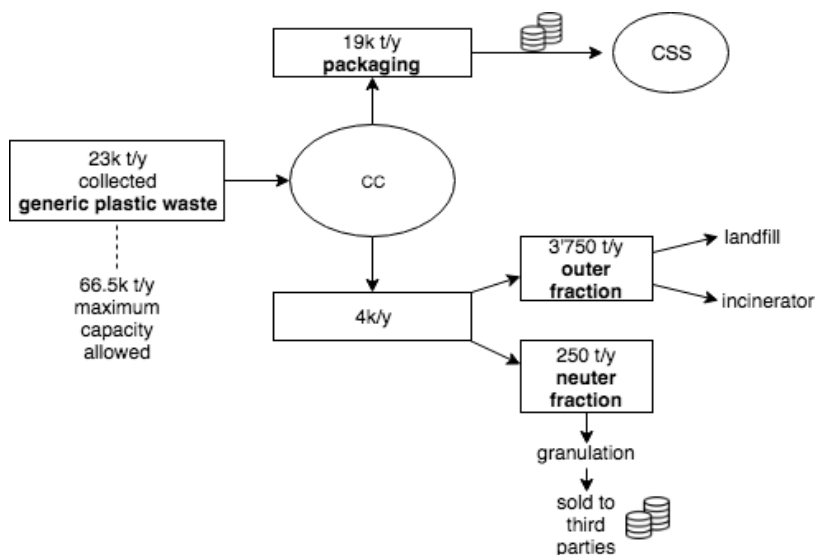 19k t/y
packaging
CSS
23k t/y
collected
generic plastic waste
CC
66.5k t/y
maximum
capacity
allowed
4k/y
3'750 t/y
outer
fraction
landfill
incinerator
250 t/y
neuter
fraction
granulation
sold to
third
parties